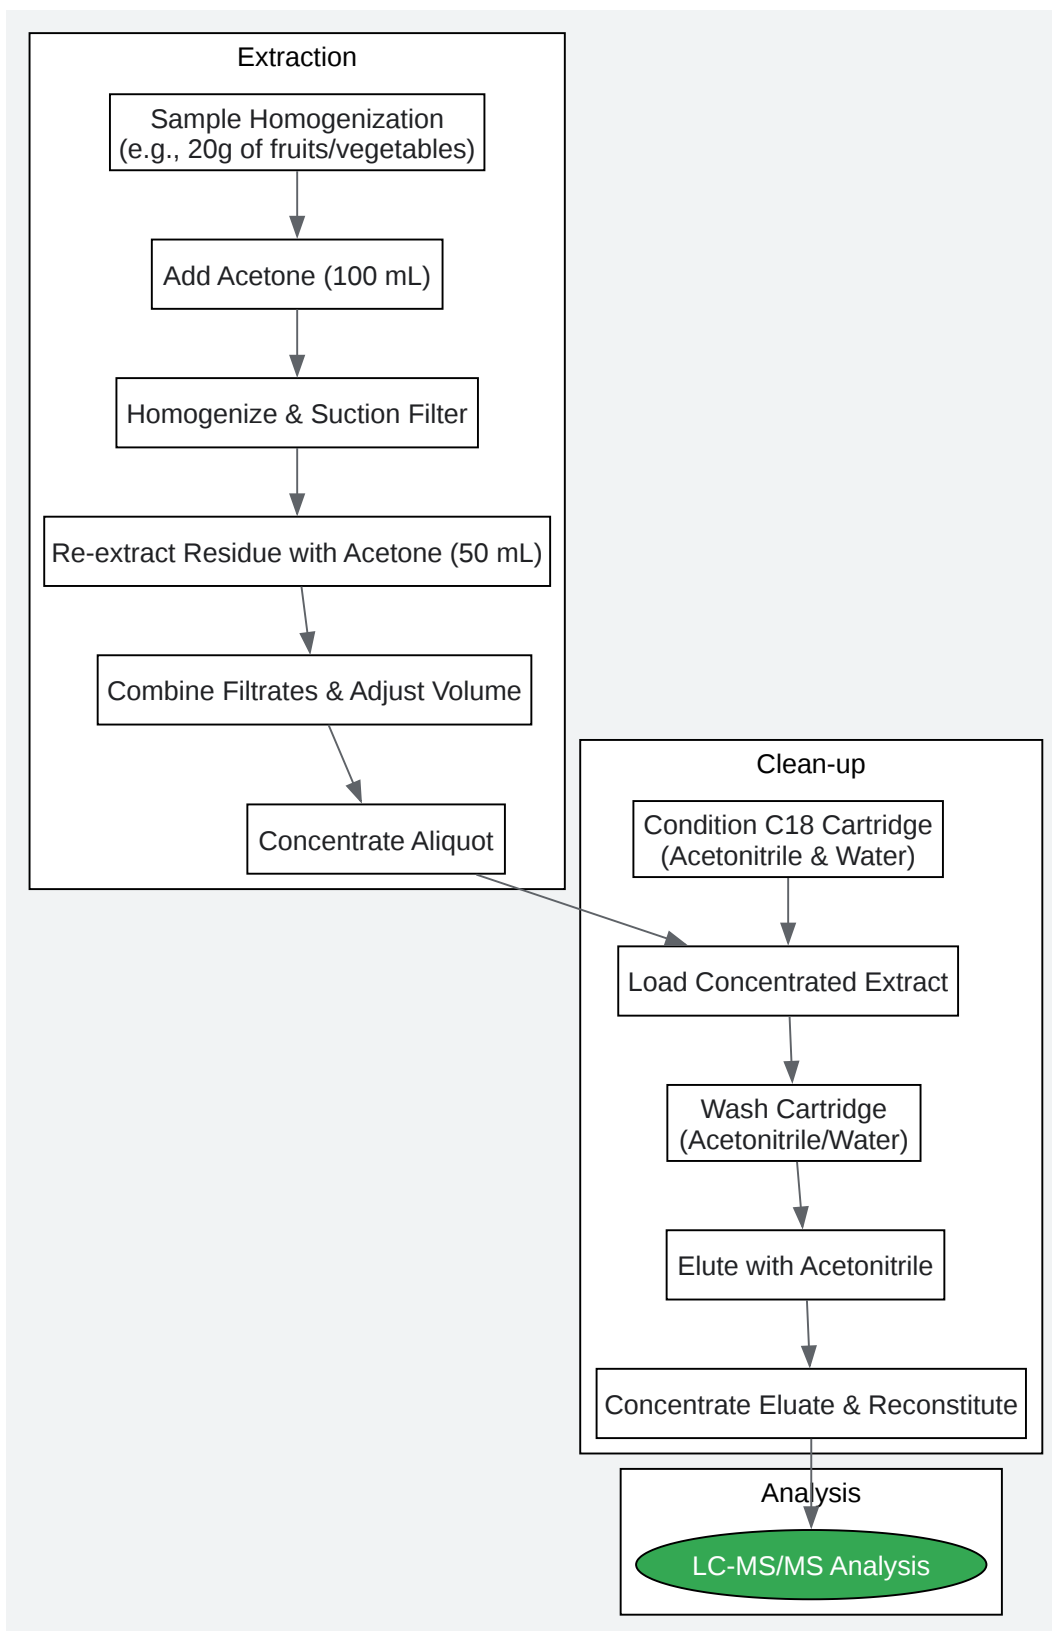 Extraction
Sample Homogenization
(e.g., 20g of fruits/vegetables)
Add Acetone (100 mL)
Homogenize & Suction Filter
Re-extract Residue with Acetone (50 mL)
Combine Filtrates & Adjust Volume
Concentrate Aliquot
Clean-up
Condition C18 Cartridge
(Acetonitrile & Water)
Load Concentrated Extract
Wash Cartridge
(Acetonitrile/Water)
Elute with Acetonitrile
Concentrate Eluate & Reconstitute
Analysis
LC-MS/MS Analysis